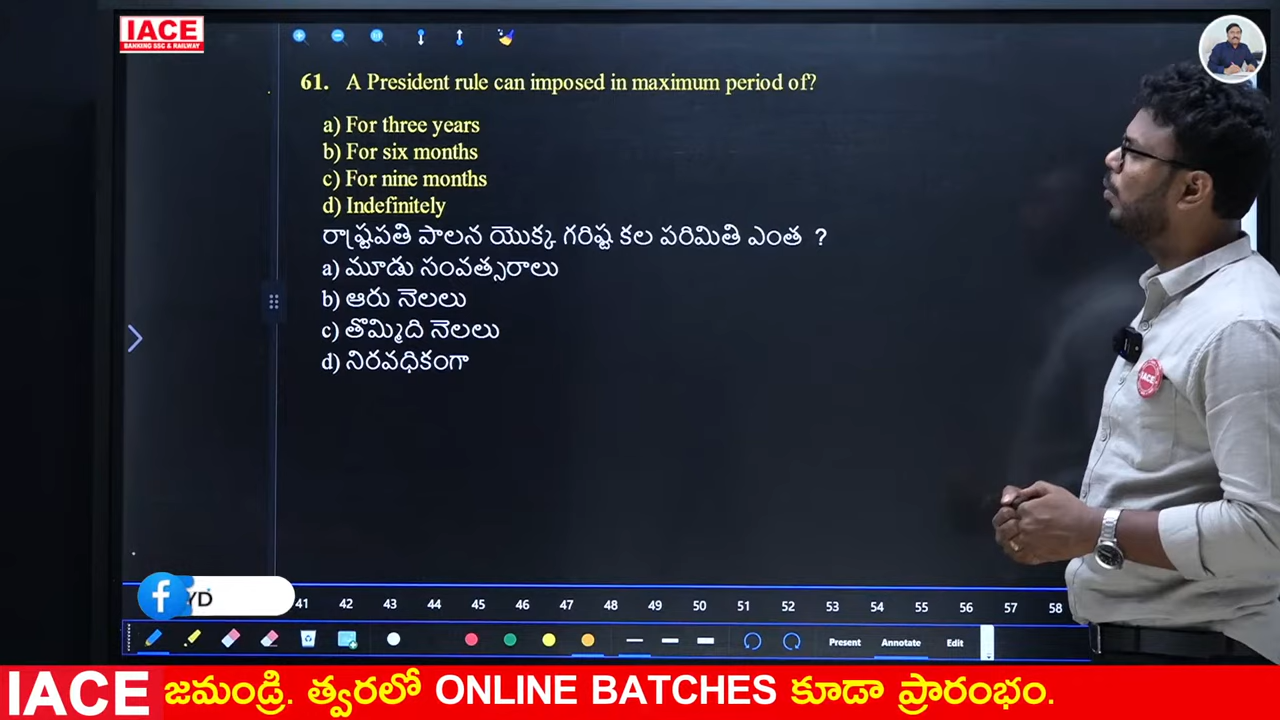 IACE
BANKING SSC & RAILWAY
61. A President rule can imposed in maximum period of?
a) For three years
b) For six months
c) For nine months
d) Indefinitely
రాష్ట్రపతి పాలన యొక్క గరిష్ట కల పరిమితి ఎంత ?
a) మూడు సంవత్సరాలు
b) ఆరు నెలలు
c) తొమ్మిది నెలలు
d) నిరవధికంగా
IACE
f YD
41 42 43 44 45 46 47 48 49 50 51 52 53 54 55 56 57 58
Present Annotate Edit
IACE జమండ్రి. త్వరలో ONLINE BATCHES కూడా ప్రారంభం.